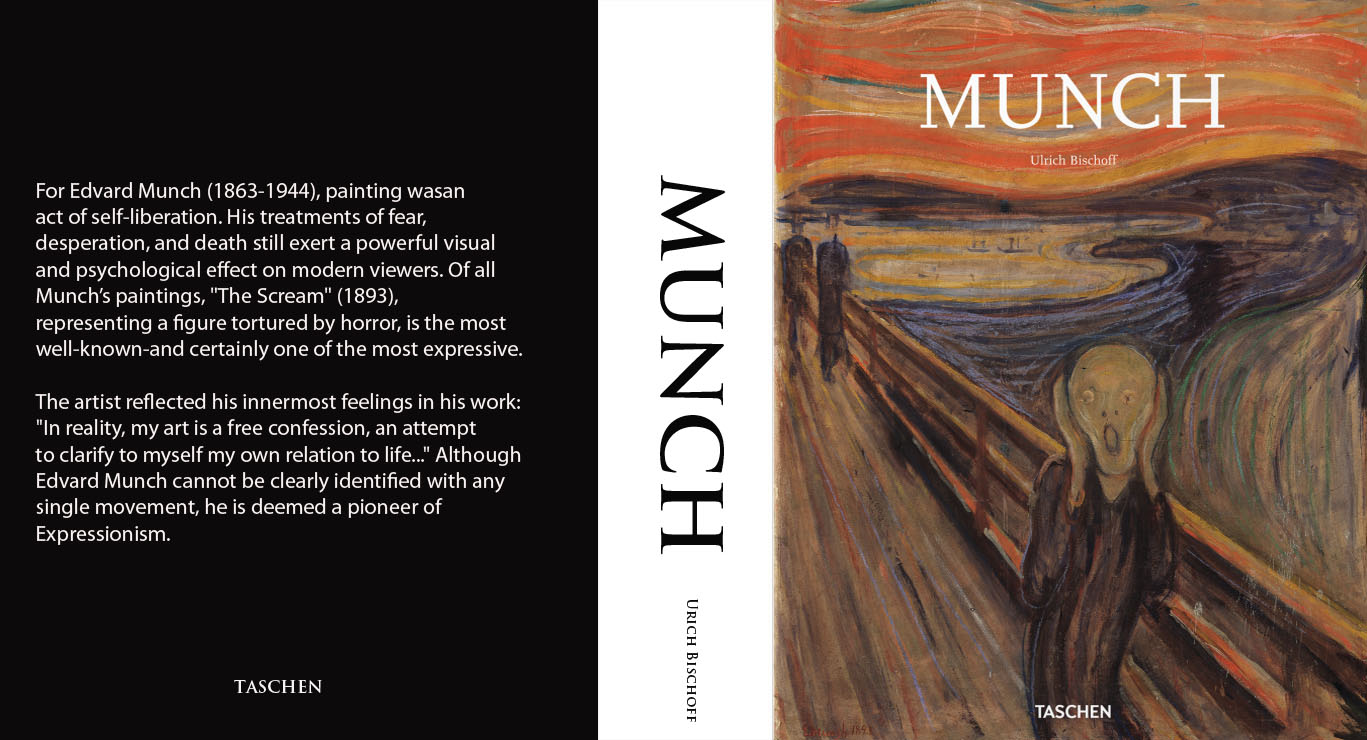 For Edvard Munch (1863-1944), painting wasan
act of self-liberation. His treatments of fear,
desperation, and death still exert a powerful visual
and psychological effect on modern viewers. Of all
Munch’s paintings, "The Scream" (1893),
representing a figure tortured by horror, is the most
well-known-and certainly one of the most expressive.

The artist reflected his innermost feelings in his work:
"In reality, my art is a free confession, an attempt
to clarify to myself my own relation to life..." Although
Edvard Munch cannot be clearly identified with any
single movement, he is deemed a pioneer of
Expressionism.
TASCHEN
MUNCH
URICH BISCHOFF
MUNCH
Ulrich Bischoff
TASCHEN